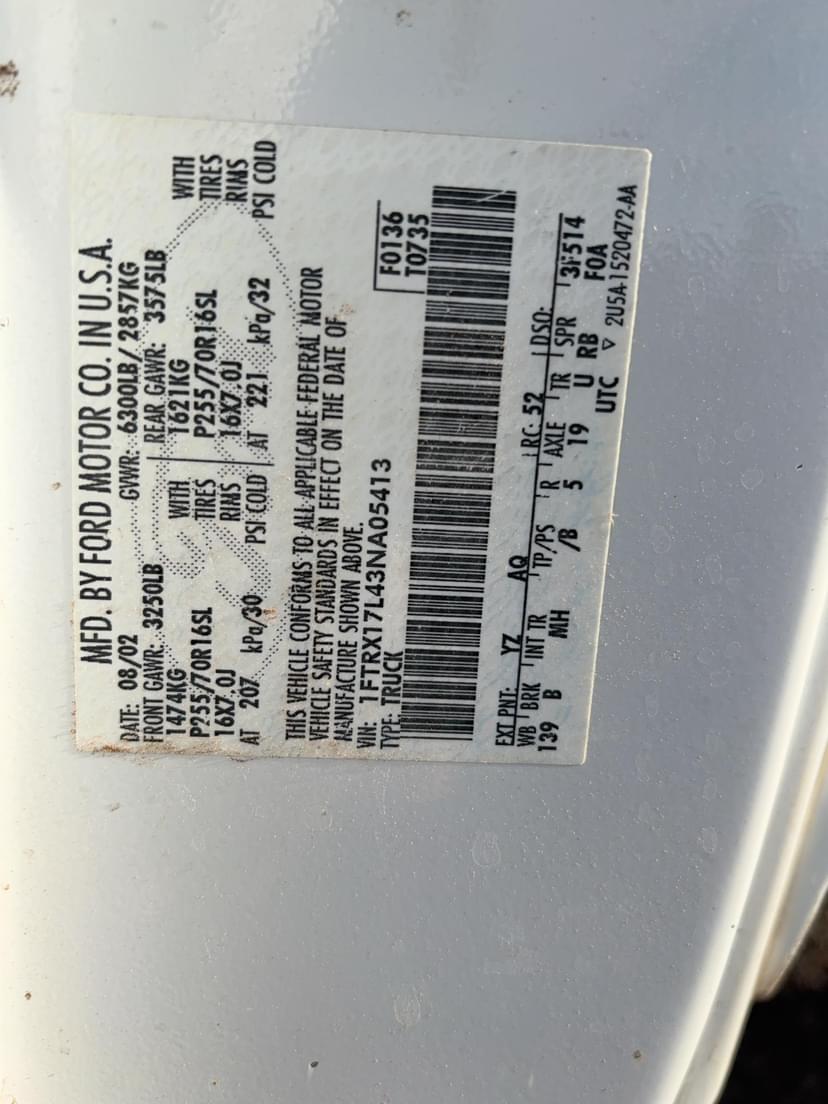 MFD. BY FORD MOTOR CO. IN U.S.A.
DATE: 08/02 GVWR: 6300LB/ 2857KG
FRONT GAWR: 3250LB REAR GAWR: 3575LB
1474KG WITH 1621KG WITH
P255/70R16SL TIRES P255/70R16SL TIRES
16X7.0J RIMS 16X7.0J RIMS
AT 207 kPa/30 PSI COLD AT 221 kPa/32 PSI COLD
THIS VEHICLE CONFORMS TO ALL APPLICABLE FEDERAL MOTOR
VEHICLE SAFETY STANDARDS IN EFFECT ON THE DATE OF
MANUFACTURE SHOWN ABOVE.
VIN: 1FTRX17L43NA05413 F0136
TYPE: TRUCK T0735
EXT PNT: YZ AQ RC: 52 DSO:
WB BRK INT TR TP/PS R AXLE TR SPR 3F514
139 B MH /B 5 19 U RB F0A
UTC ▽ 2U5A-1520472-AA